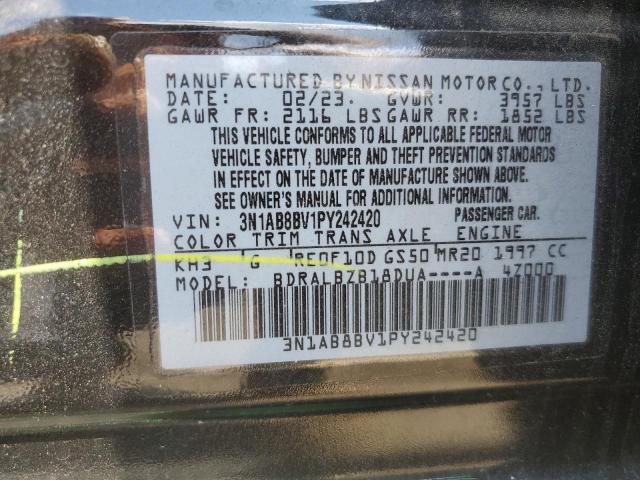 MANUFACTURED BY NISSAN MOTOR CO., LTD.
DATE: 02/23. GVWR: 3957 LBS
GAWR FR: 2116 LBS GAWR RR: 1852 LBS
THIS VEHICLE CONFORMS TO ALL APPLICABLE FEDERAL MOTOR
VEHICLE SAFETY, BUMPER AND THEFT PREVENTION STANDARDS
IN EFFECT ON THE DATE OF MANUFACTURE SHOWN ABOVE.
SEE OWNER'S MANUAL FOR ADDITIONAL INFORMATION.
VIN: 3N1AB8BV1PY242420 PASSENGER CAR.
COLOR TRIM TRANS AXLE ENGINE
KH3 G RE0F10D GS50 MR20 1997 CC
MODEL: BDRALBZB18DUA----A 47000
3N1AB8BV1PY242420